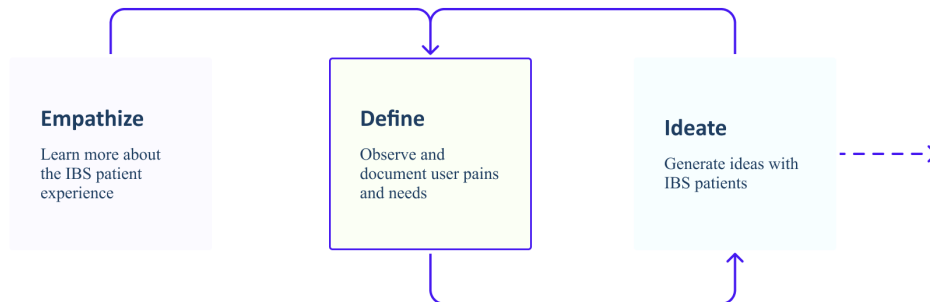 Empathize
Learn more about
the IBS patient
experience
Define
Observe and
document user pains
and needs
Ideate
Generate ideas with
IBS patients